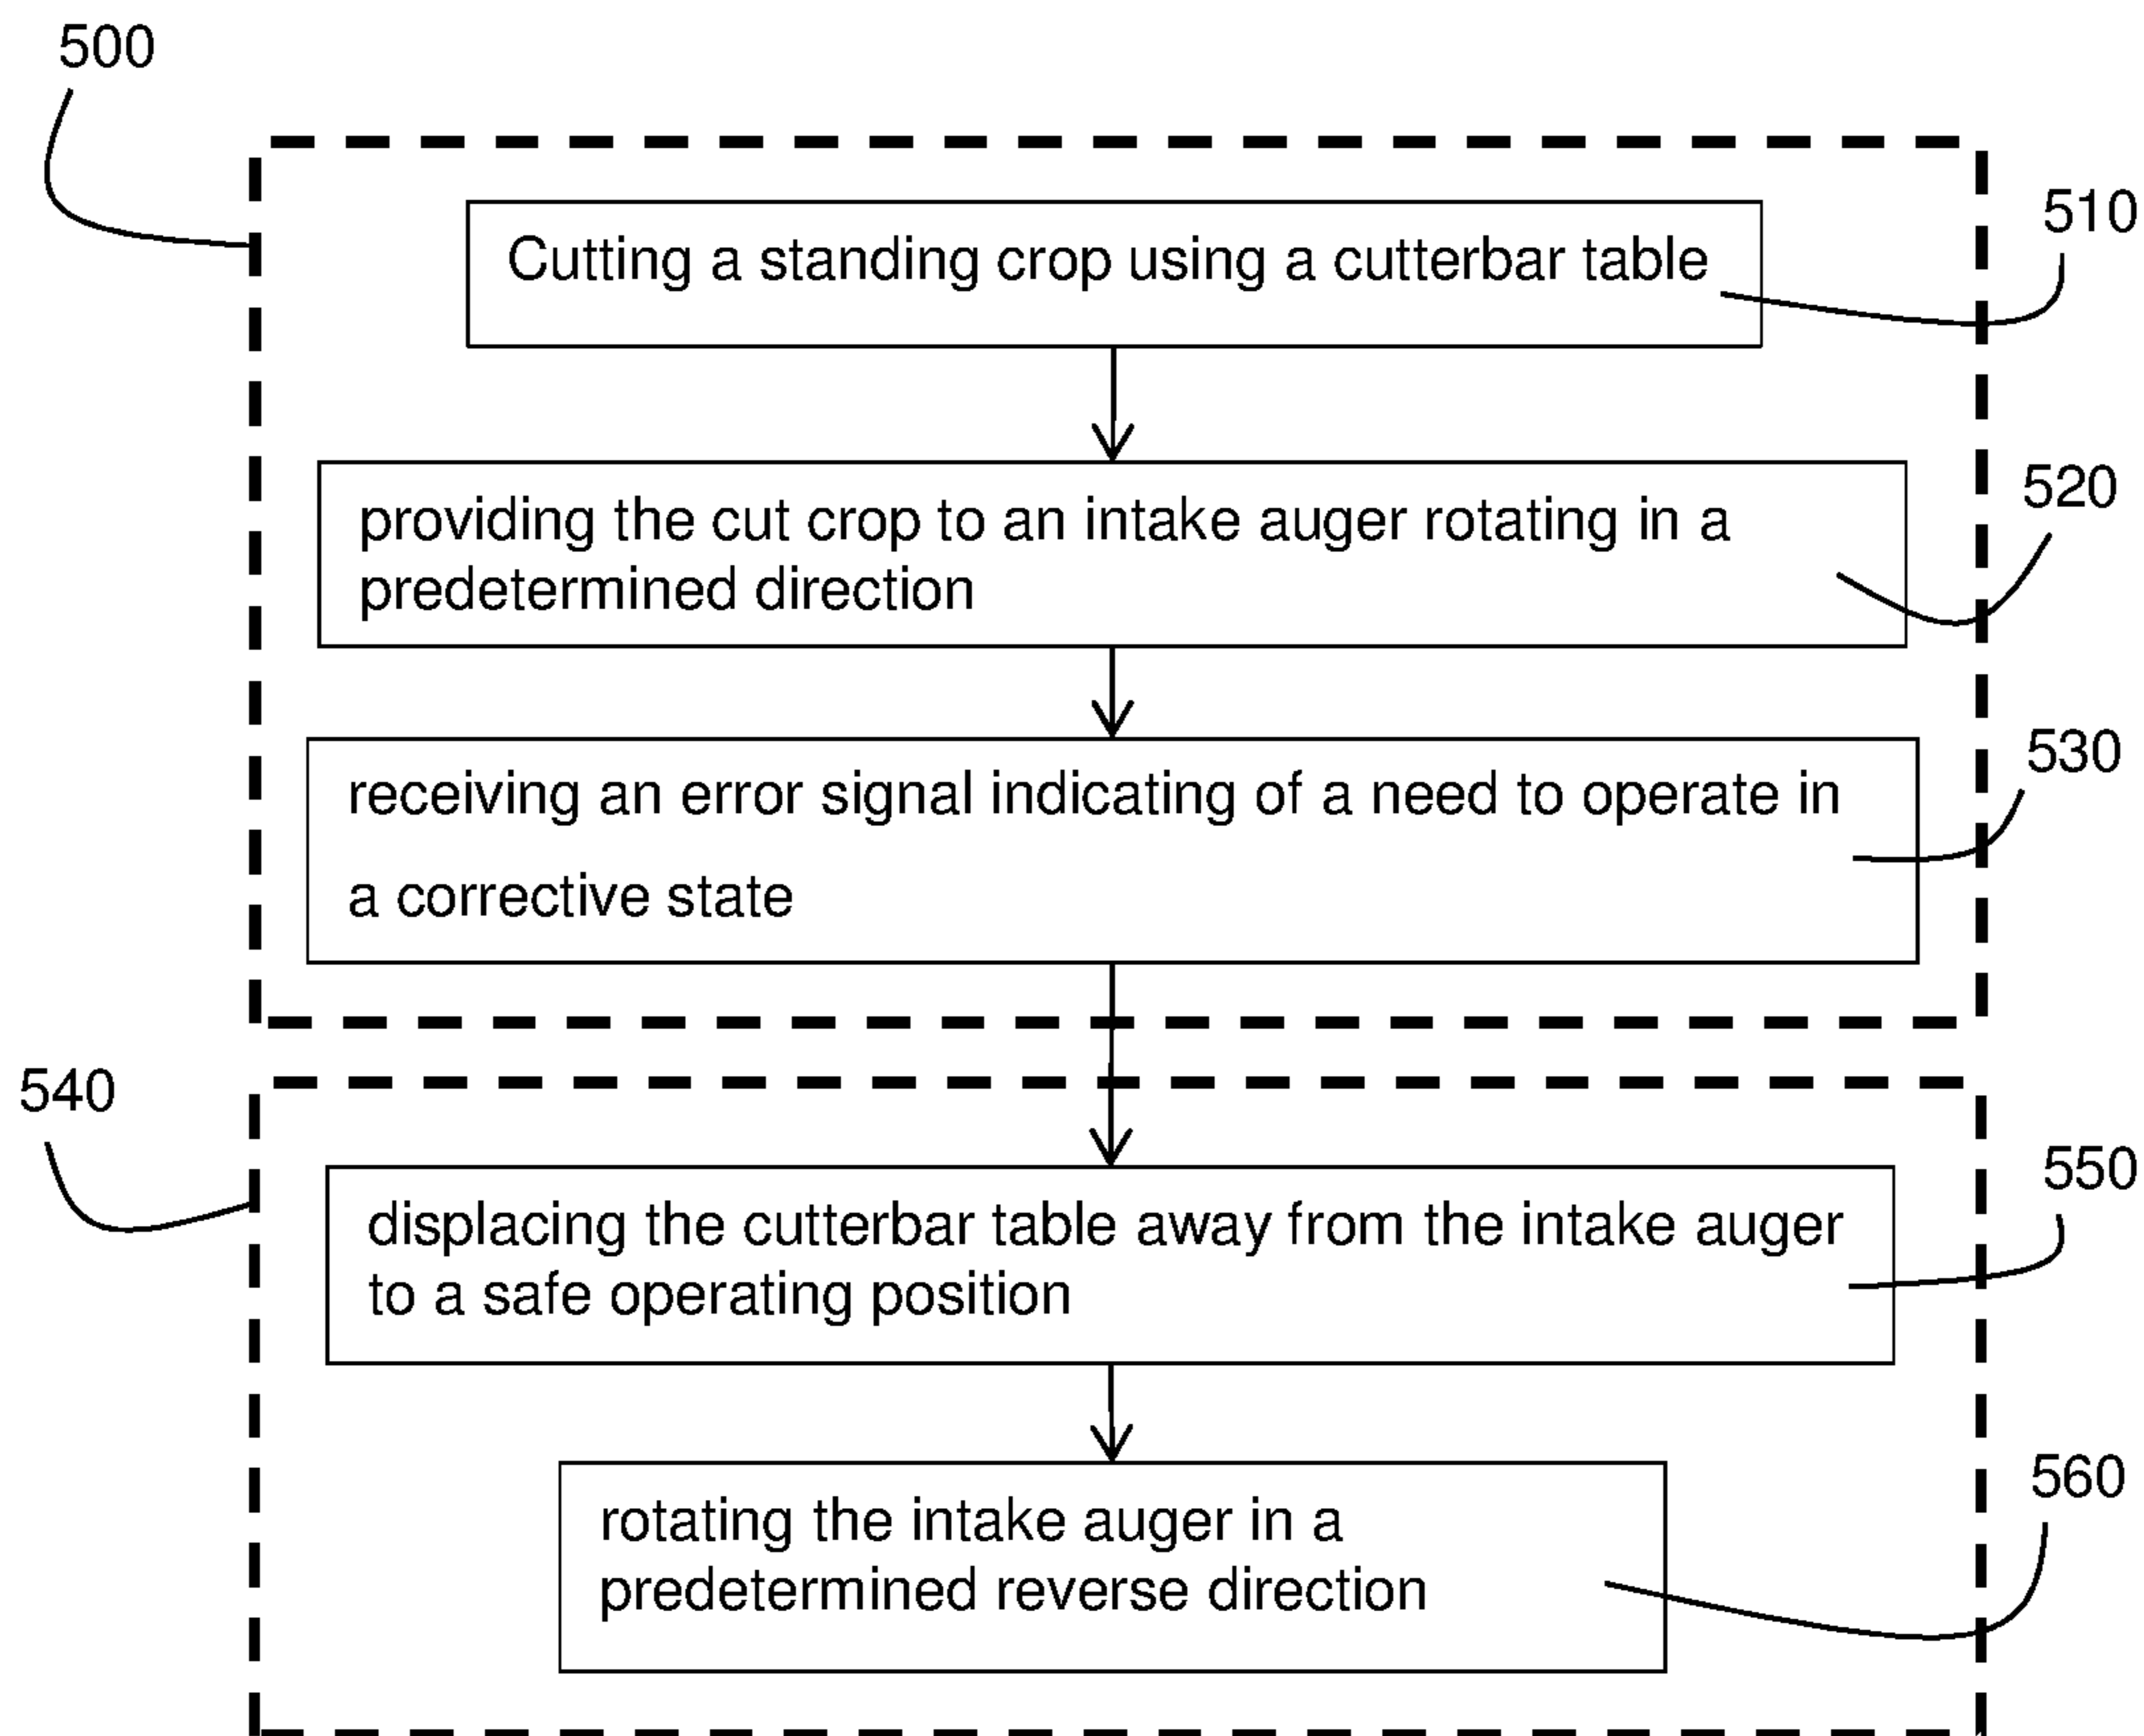 500
510
Cutting a standing crop using a cutterbar table
520
providing the cut crop to an intake auger rotating in a
predetermined direction
530
receiving an error signal indicating of a need to operate in
a corrective state
540
550
displacing the cutterbar table away from the intake auger
to a safe operating position
560
rotating the intake auger in a
predetermined reverse direction